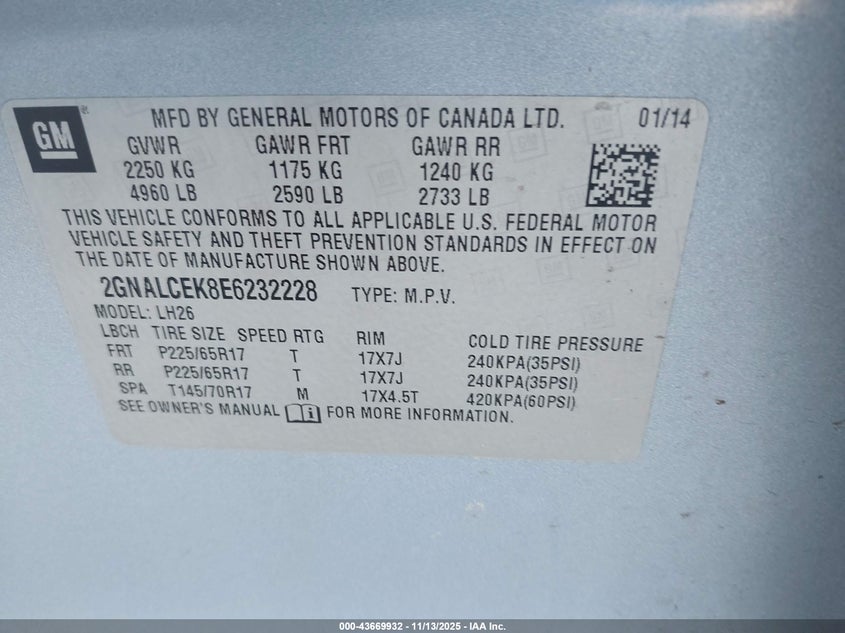 GM
MFD BY GENERAL MOTORS OF CANADA LTD. 01/14
GVWR GAWR FRT GAWR RR
2250 KG 1175 KG 1240 KG
4960 LB 2590 LB 2733 LB
THIS VEHICLE CONFORMS TO ALL APPLICABLE U.S. FEDERAL MOTOR
VEHICLE SAFETY AND THEFT PREVENTION STANDARDS IN EFFECT ON
THE DATE OF MANUFACTURE SHOWN ABOVE.
2GNALCEK8E6232228 TYPE: M.P.V.
MODEL: LH26
LBCH TIRE SIZE SPEED RTG RIM COLD TIRE PRESSURE
FRT P225/65R17 T 17X7J 240KPA(35PSI)
RR P225/65R17 T 17X7J 240KPA(35PSI)
SPA T145/70R17 M 17X4.5T 420KPA(60PSI)
SEE OWNER'S MANUAL i FOR MORE INFORMATION.
000-43669932 - 11/13/2025 - IAA Inc.